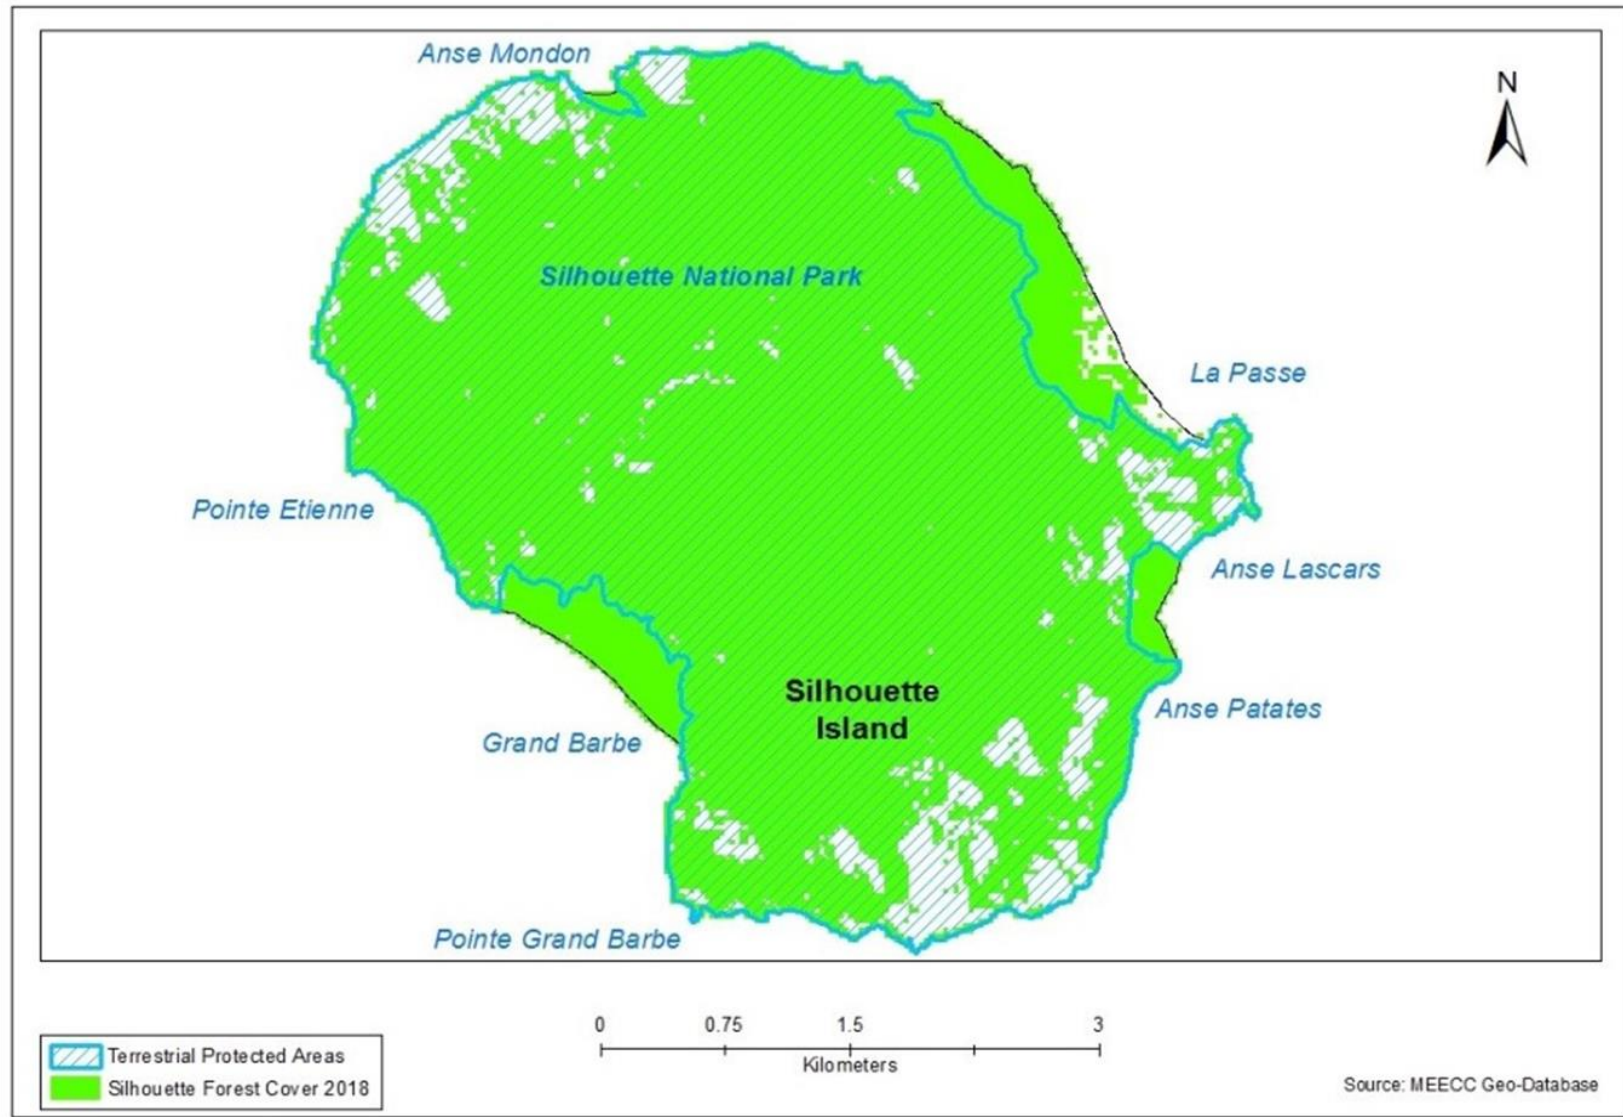 Anse Mondon
N
Silhouette National Park
La Passe
Pointe Etienne
Anse Lascars
Silhouette
Island
Anse Patates
Grand Barbe
Pointe Grand Barbe
0 0.75 1.5 3
Kilometers
Terrestrial Protected Areas
Silhouette Forest Cover 2018
Source: MEECC Geo-Database